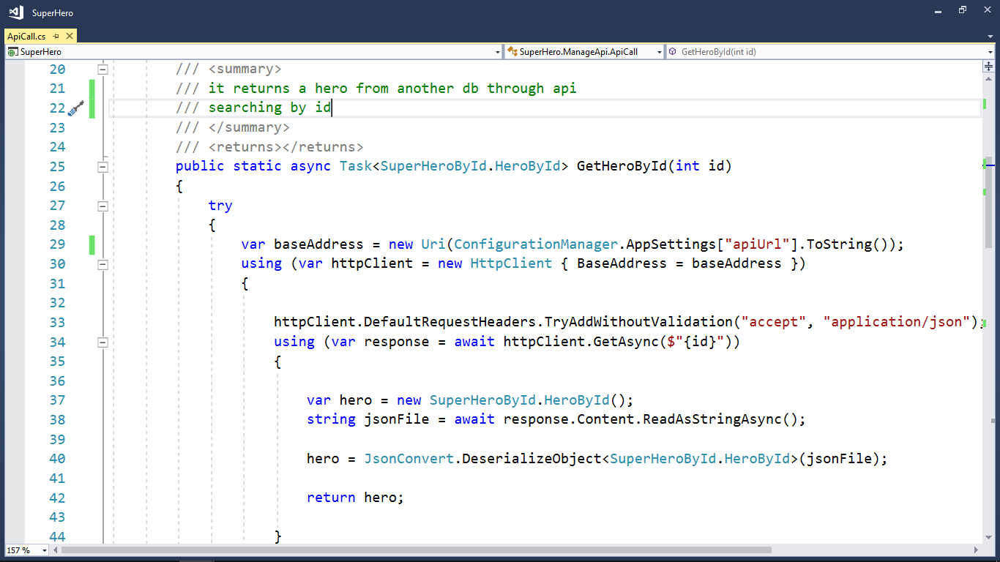 SuperHero
ApiCall.cs
SuperHero SuperHero.ManageApi.ApiCall GetHeroById(int id)
20 /// <summary>
21 /// it returns a hero from another db through api
22 /// searching by id
23 /// </summary>
24 /// <returns></returns>
25 public static async Task<SuperHeroById.HeroById> GetHeroById(int id)
26 {
27 try
28 {
29 var baseAddress = new Uri(ConfigurationManager.AppSettings["apiUrl"].ToString());
30 using (var httpClient = new HttpClient { BaseAddress = baseAddress })
31 {
32
33 httpClient.DefaultRequestHeaders.TryAddWithoutValidation("accept", "application/json");
34 using (var response = await httpClient.GetAsync($"{id}"))
35 {
36
37 var hero = new SuperHeroById.HeroById();
38 string jsonFile = await response.Content.ReadAsStringAsync();
39
40 hero = JsonConvert.DeserializeObject<SuperHeroById.HeroById>(jsonFile);
41
42 return hero;
43
44 }
157 %